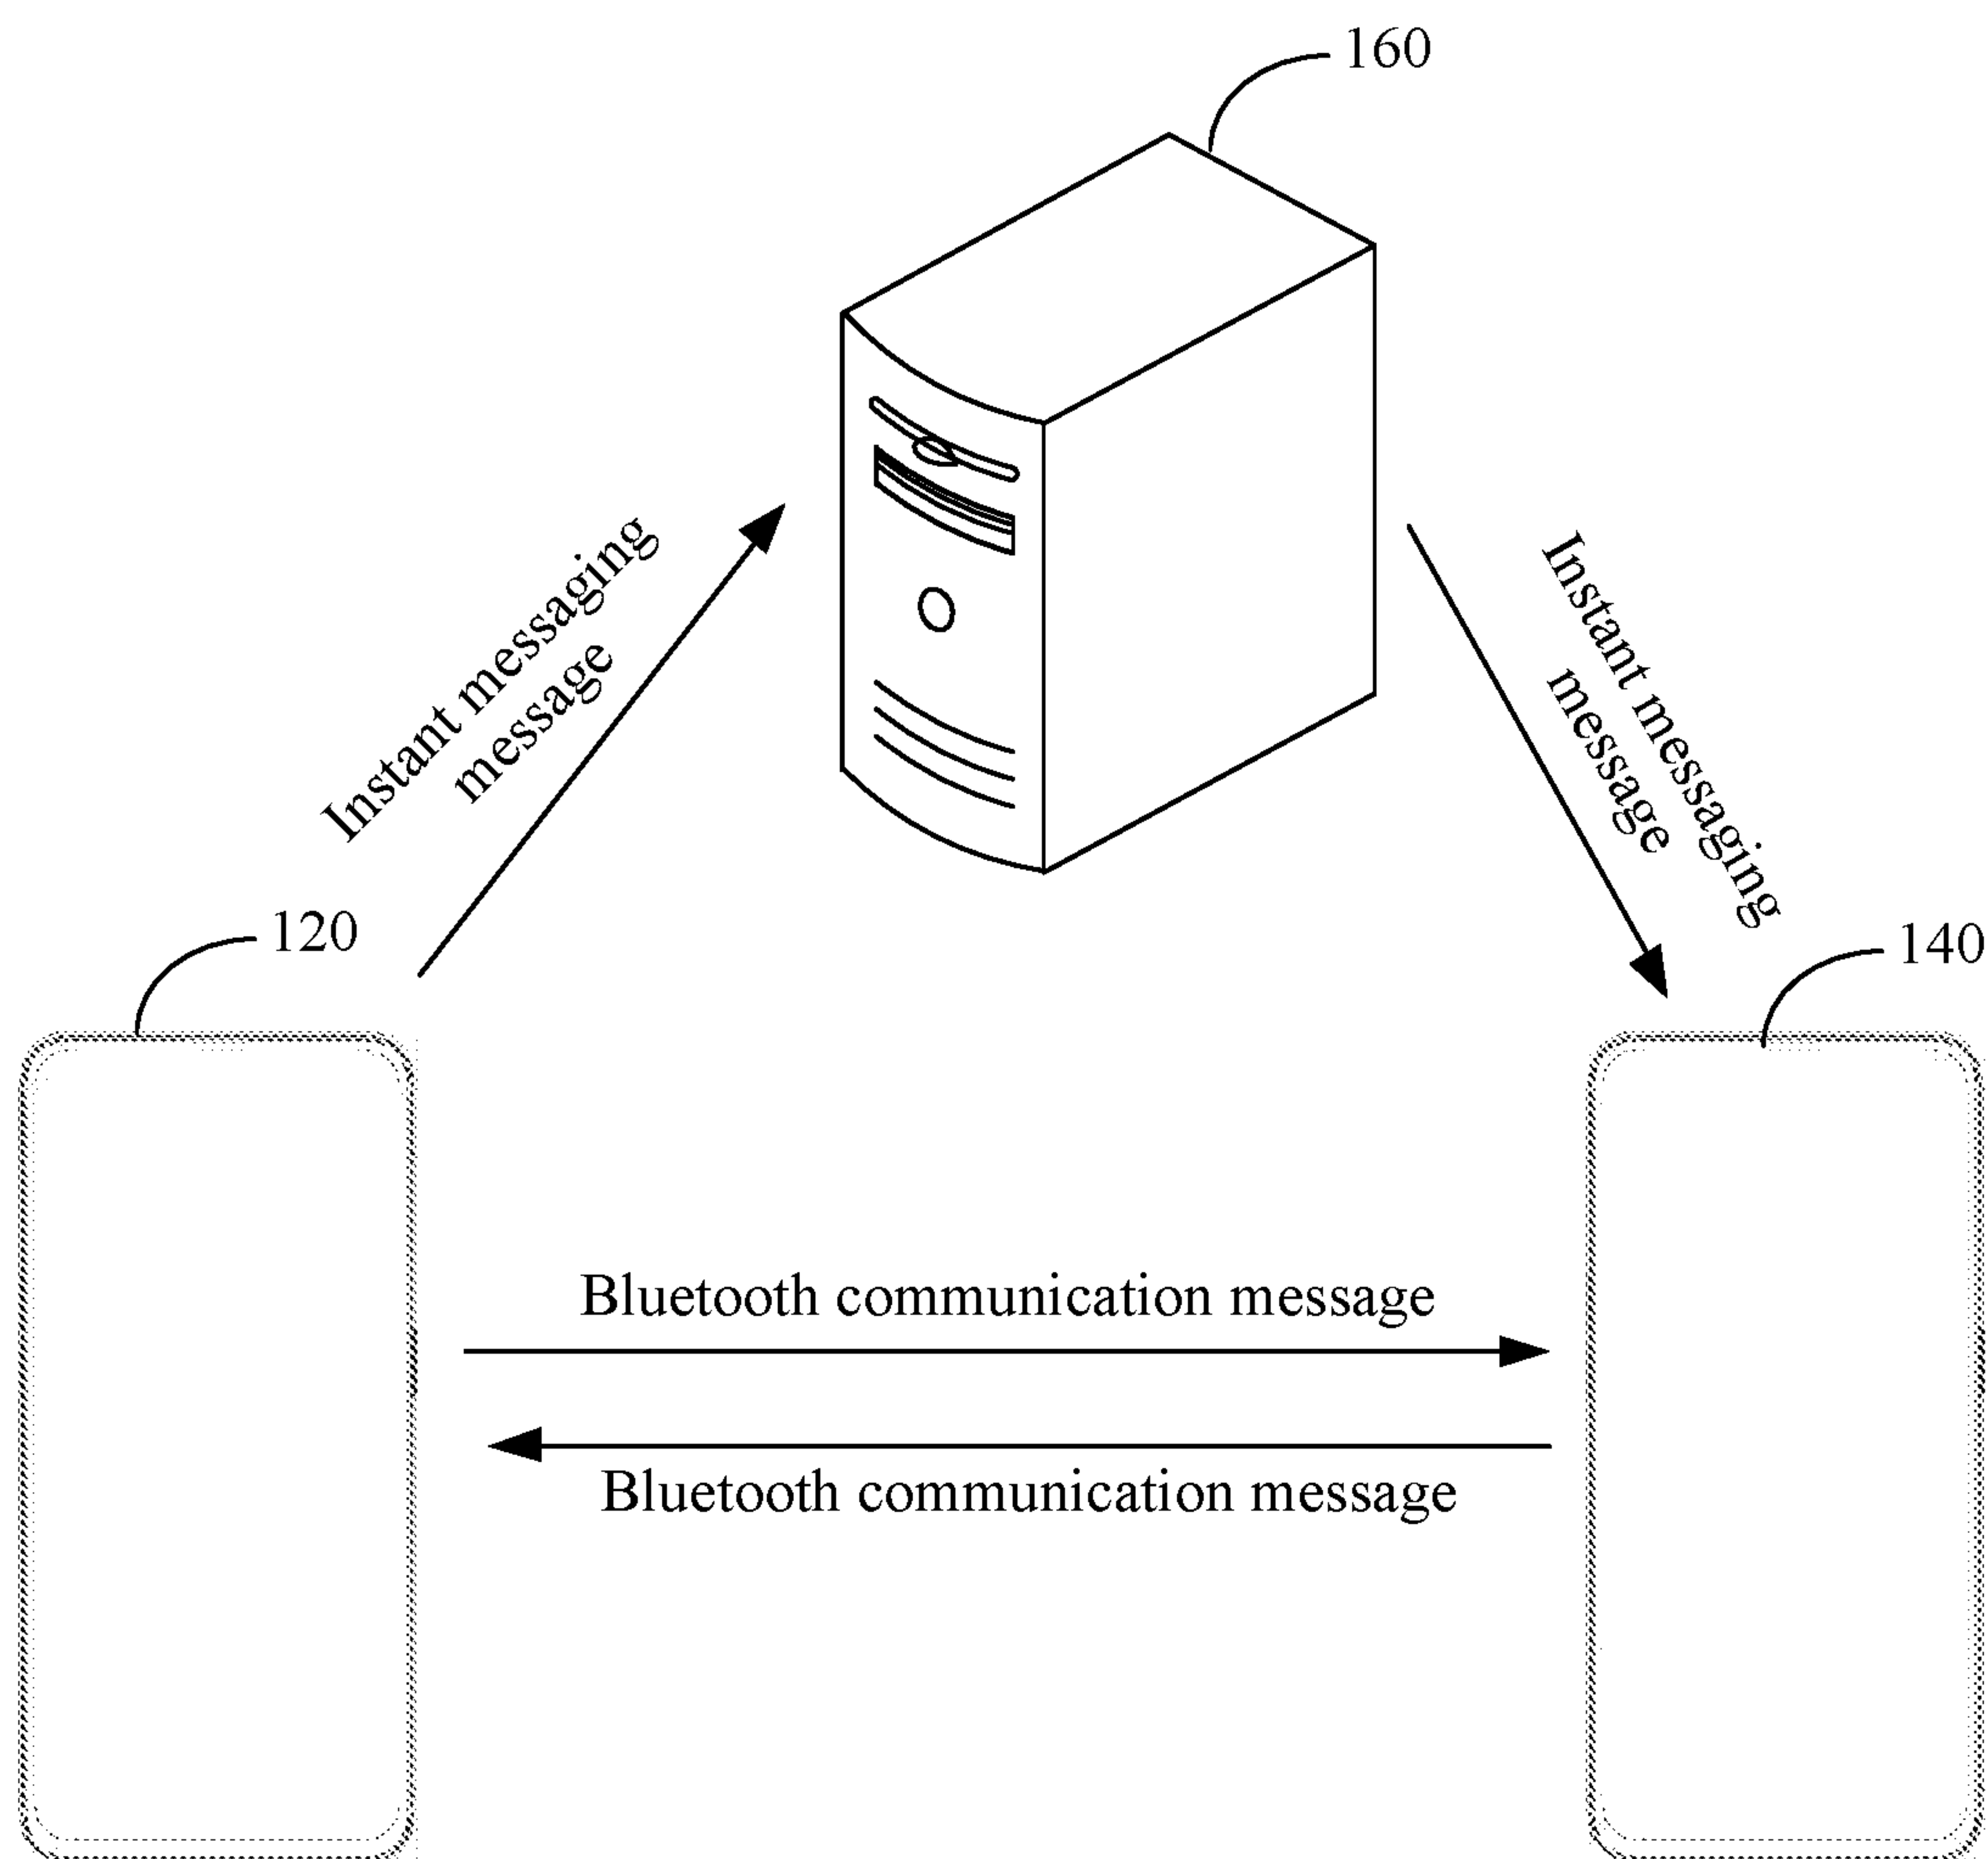 160
Instant messaging
message
Instant messaging
message
120
140
Bluetooth communication message
Bluetooth communication message